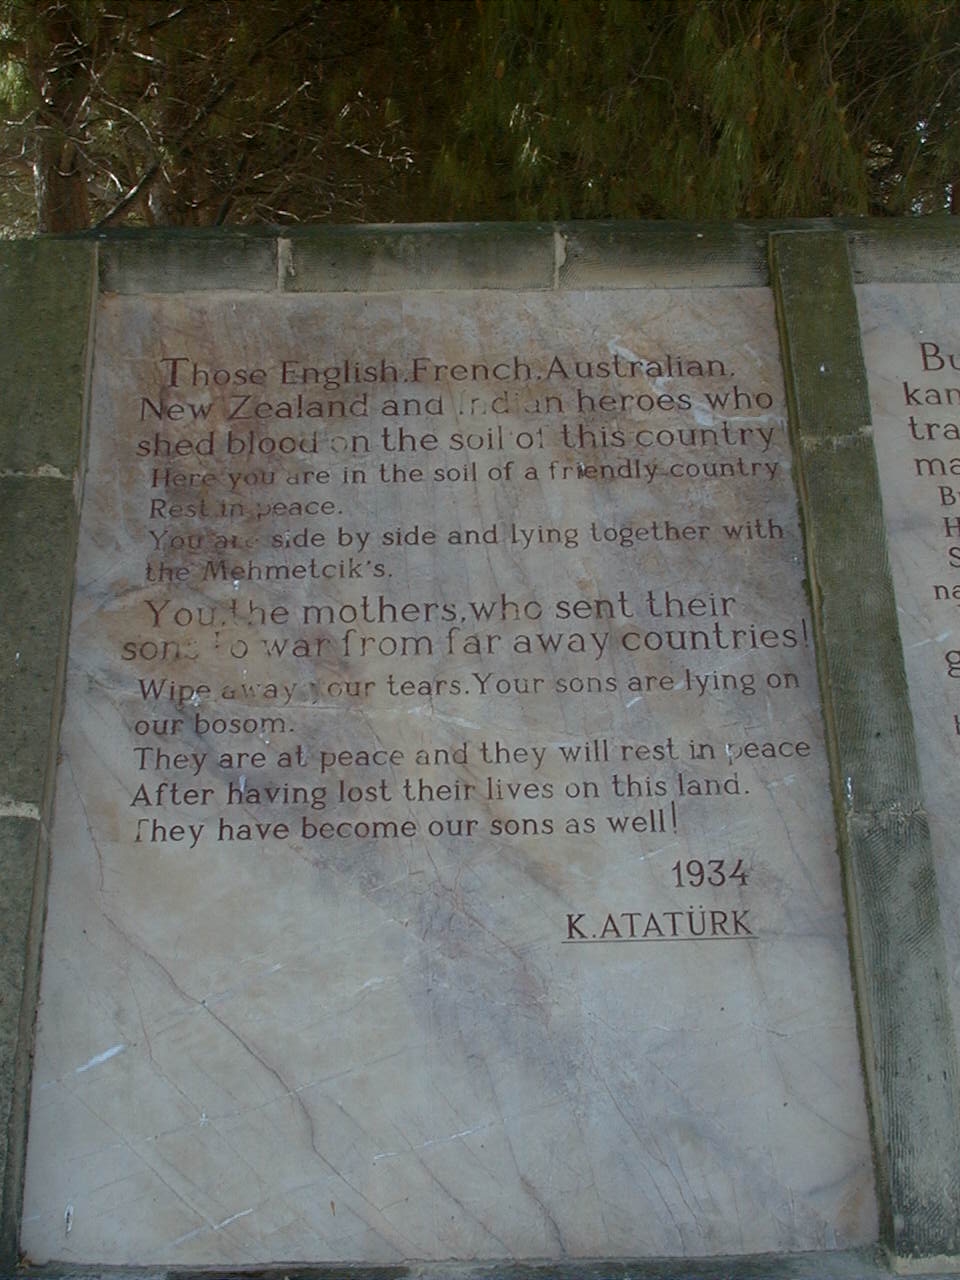 Those English.French.Australian.
New Zealand and Indian heroes who
shed blood on the soil of this country!
Here you are in the soil of a friendly country
Rest in peace.
You are side by side and lying together with
the Mehmetcik's.
You.the mothers,who sent their
sons to war from far away countries!
Wipe away your tears.Your sons are lying on
our bosom.
They are at peace and they will rest in peace
After having lost their lives on this land.
They have become our sons as well!
1934
K.ATATÜRK